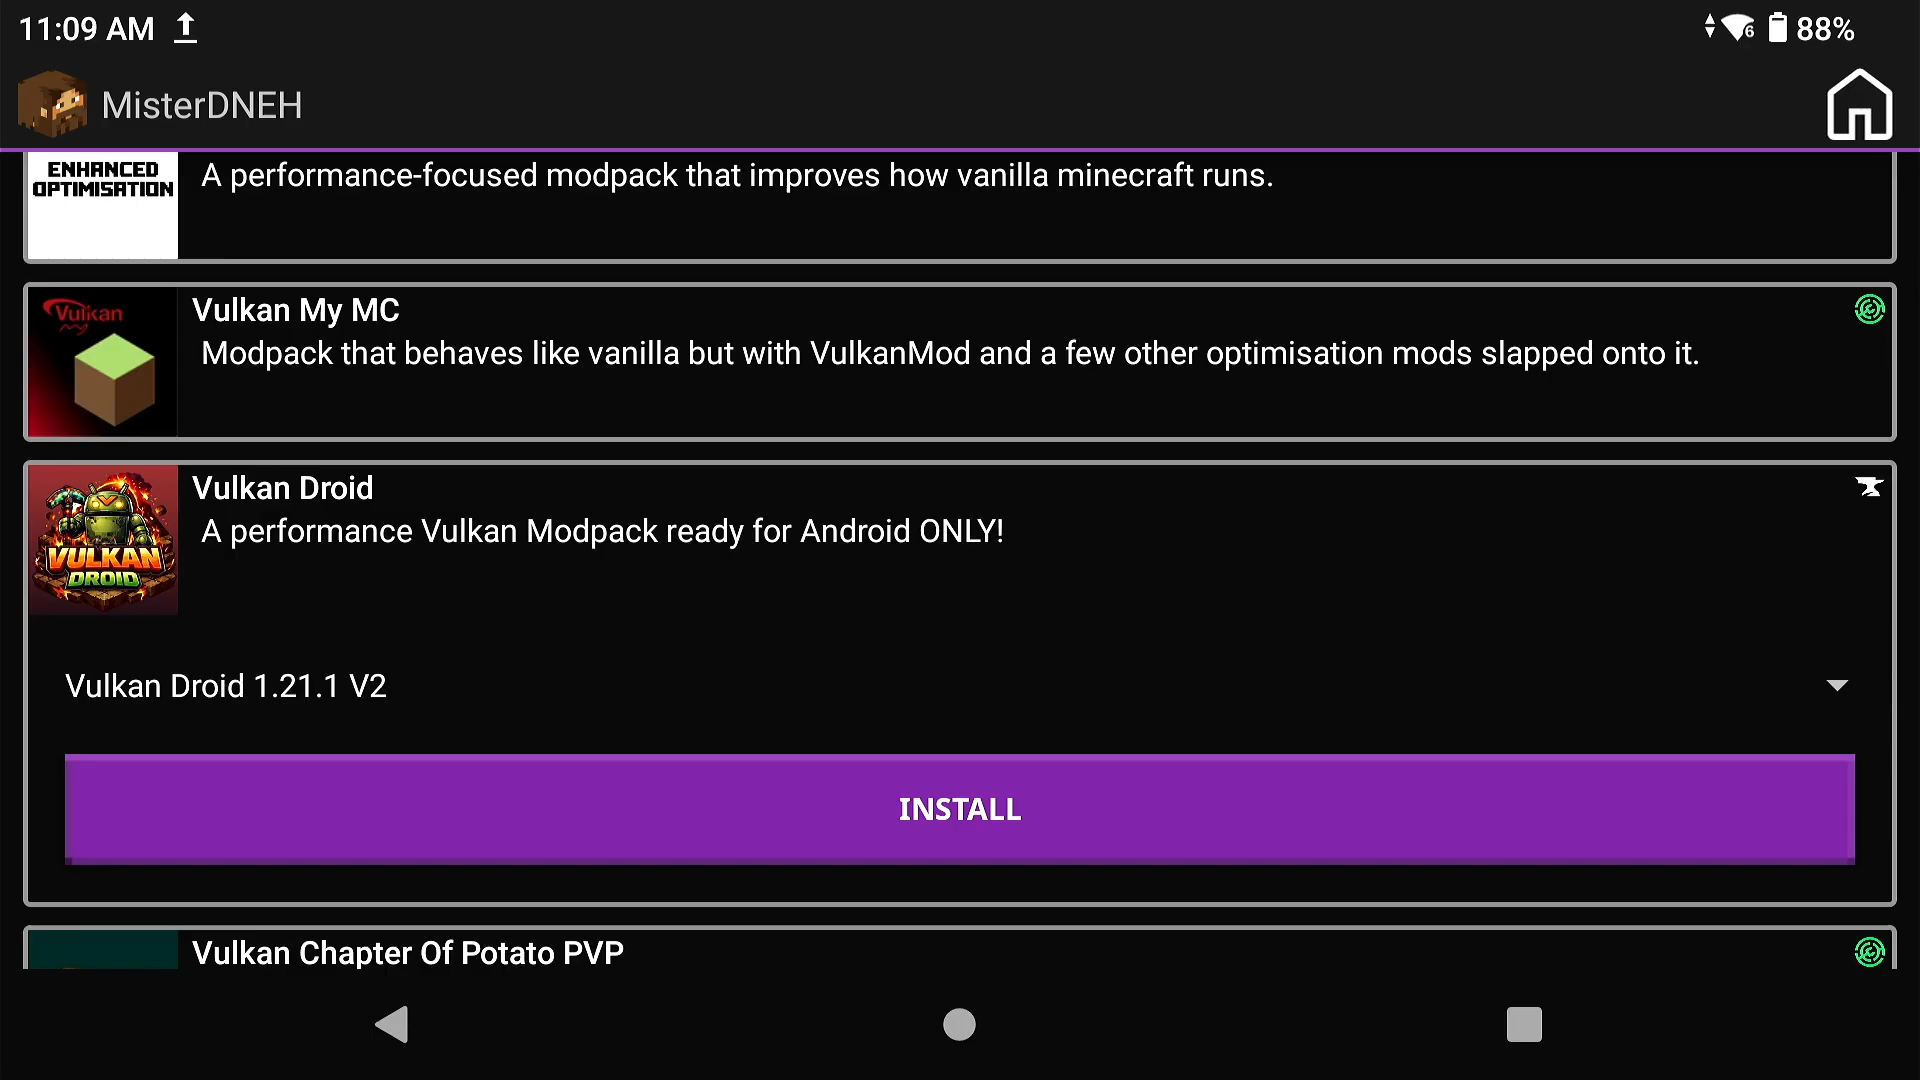 11:09 AM
6 88%
MisterDNEH
ENHANCED
OPTIMISATION
A performance-focused modpack that improves how vanilla minecraft runs.
Vulkan
My
Vulkan My MC
Modpack that behaves like vanilla but with VulkanMod and a few other optimisation mods slapped onto it.
VULKAN
DROID
Vulkan Droid
A performance Vulkan Modpack ready for Android ONLY!
Vulkan Droid 1.21.1 V2
INSTALL
Vulkan Chapter Of Potato PVP